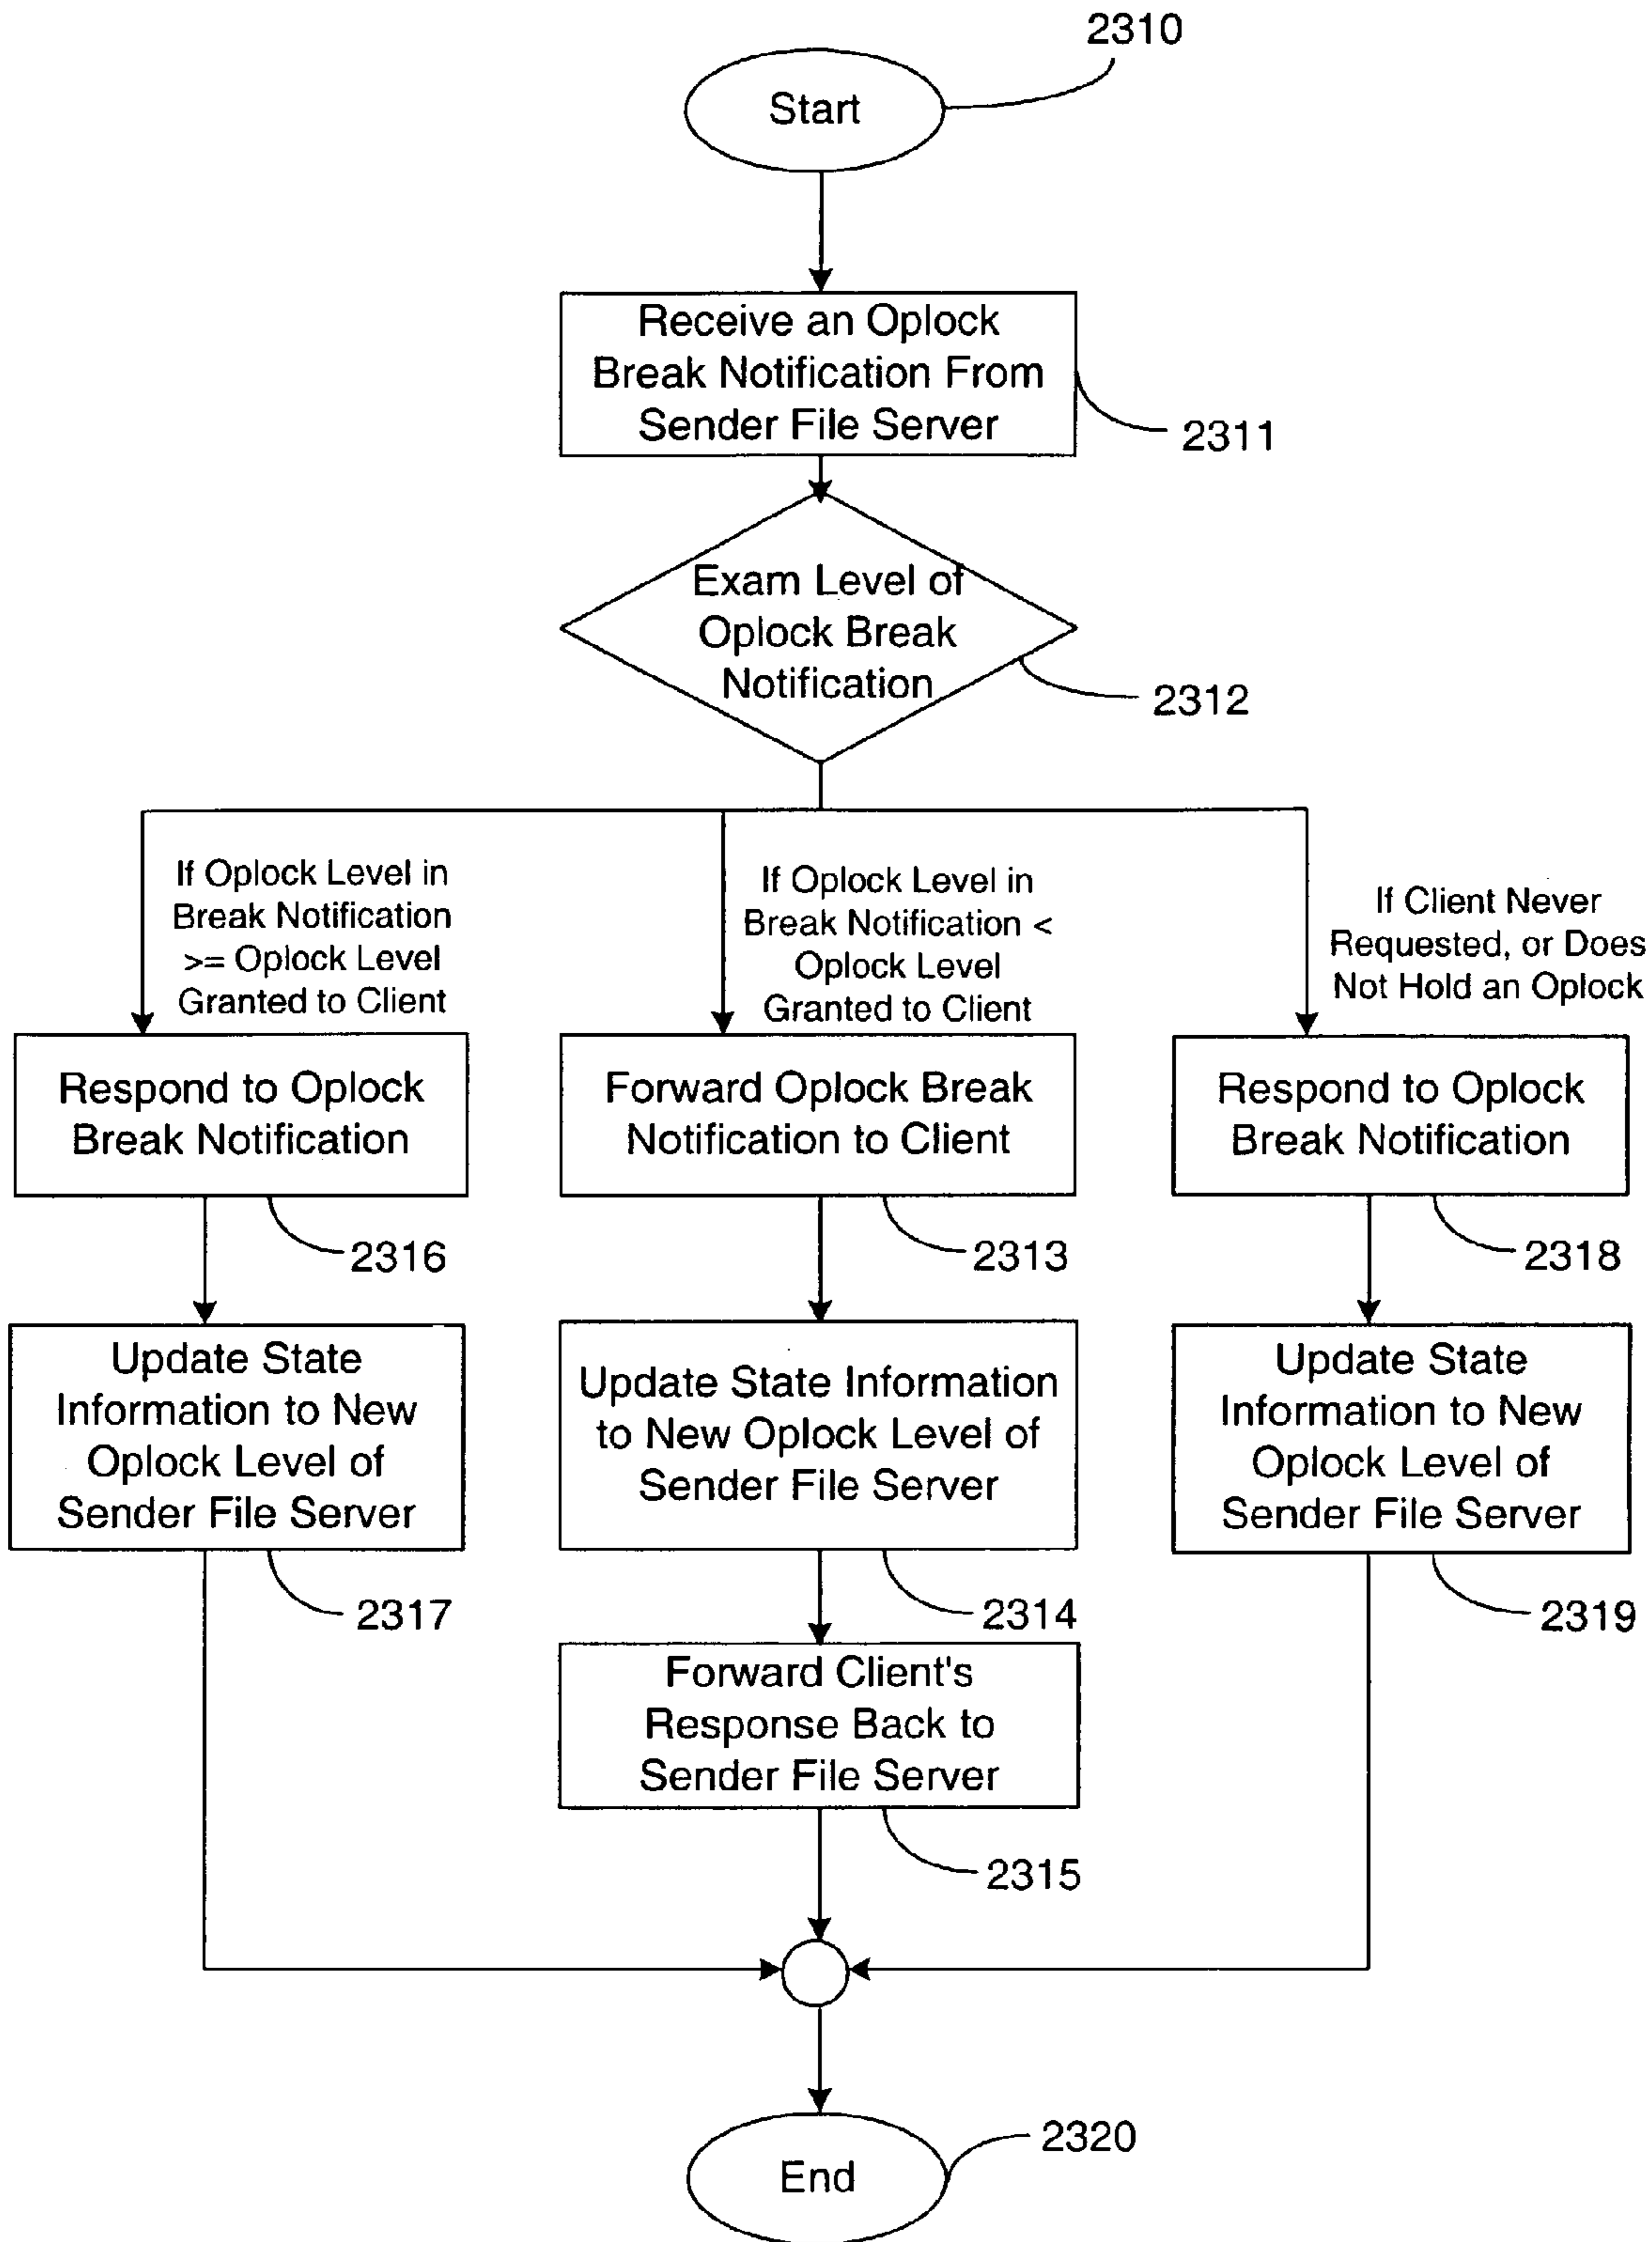 2310
Start
Receive an Oplock
Break Notification From
Sender File Server
2311
Exam Level of
Oplock Break
Notification
2312
If Oplock Level in
Break Notification
>= Oplock Level
Granted to Client
If Oplock Level in
Break Notification <
Oplock Level
Granted to Client
If Client Never
Requested, or Does
Not Hold an Oplock
Respond to Oplock
Break Notification
2316
Forward Oplock Break
Notification to Client
2313
Respond to Oplock
Break Notification
2318
Update State
Information to New
Oplock Level of
Sender File Server
2317
Update State Information
to New Oplock Level of
Sender File Server
2314
Update State
Information to New
Oplock Level of
Sender File Server
2319
Forward Client's
Response Back to
Sender File Server
2315
2320
End